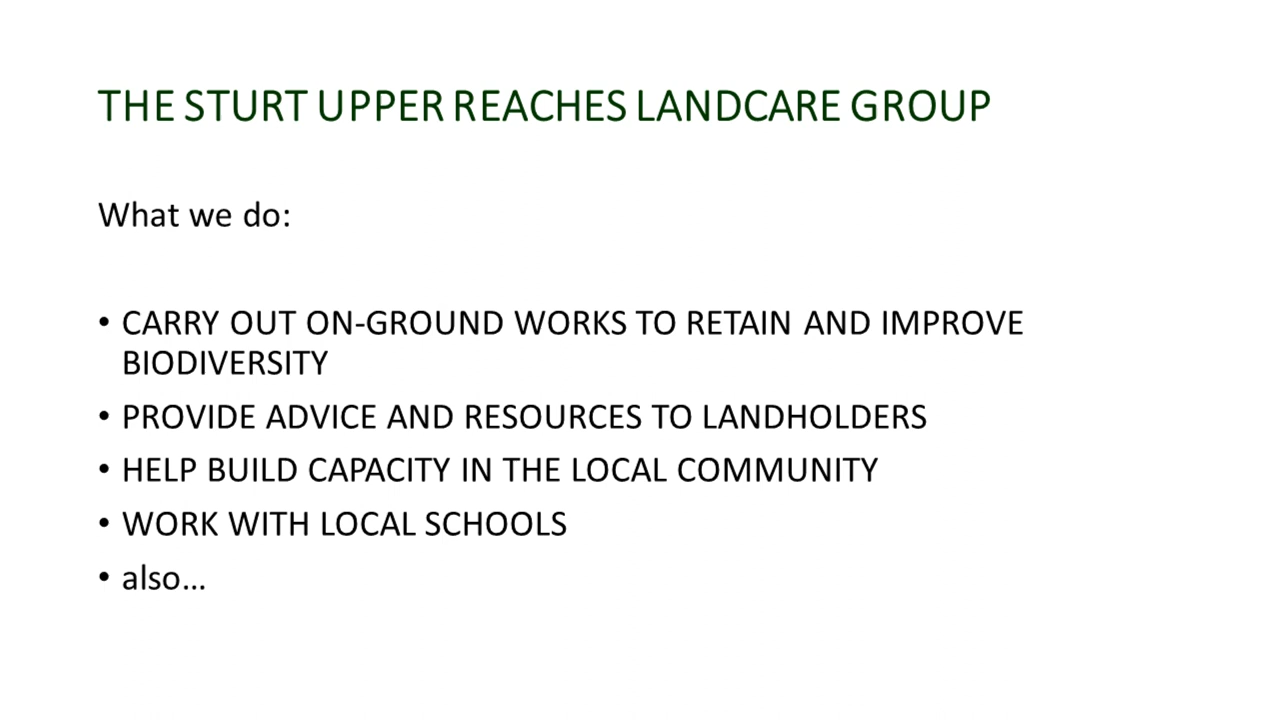 THE STURT UPPER REACHES LANDCARE GROUP
What we do:
• CARRY OUT ON-GROUND WORKS TO RETAIN AND IMPROVE
BIODIVERSITY
• PROVIDE ADVICE AND RESOURCES TO LANDHOLDERS
• HELP BUILD CAPACITY IN THE LOCAL COMMUNITY
• WORK WITH LOCAL SCHOOLS
• also...